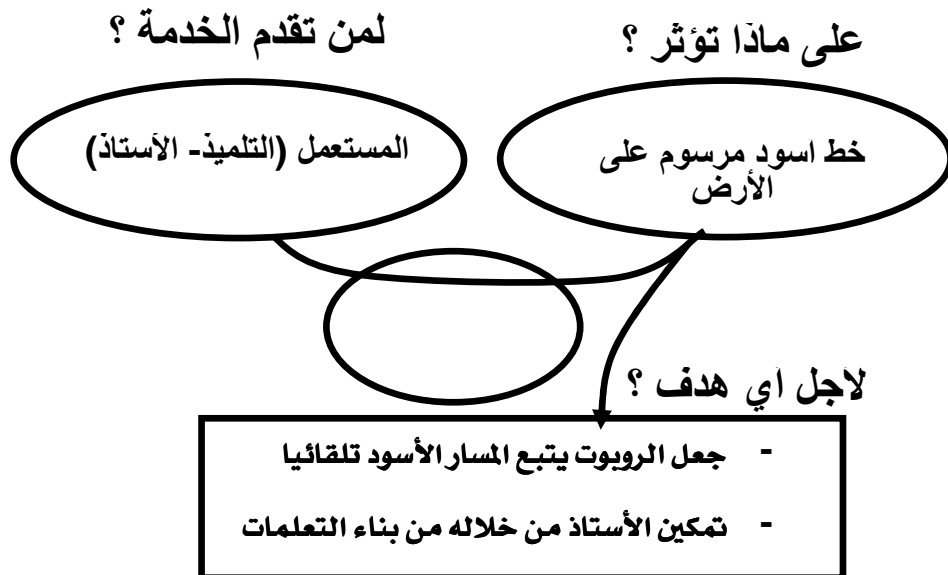 لمن تقدم الخدمة ؟
على ماذا تؤثر ؟
المستعمل (التلميذ- الأستاذ)
خط اسود مرسوم على
الأرض
لاجل اي هدف ؟
- جعل الروبوت يتبع المسار الأسود تلقائيا
- تمكين الأستاذ من خلاله من بناء التعلمات